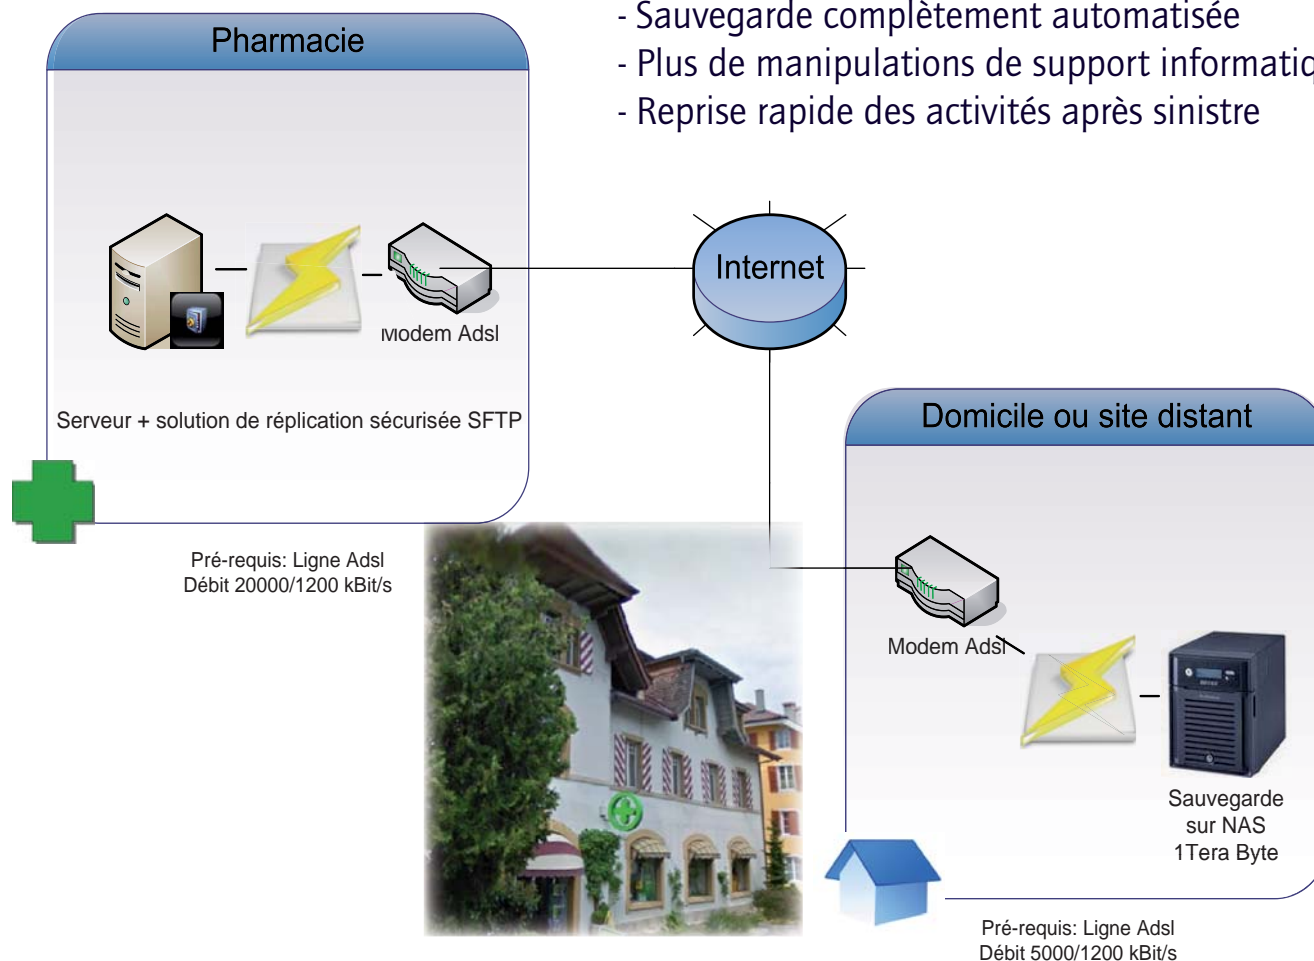 - Sauvegarde complètement automatisée
- Plus de manipulations de support
- Reprise rapide des activités après sinistre
Pharmacie
Internet
Modem Adsl
Serveur + solution de réplication sécurisée SFTP
Pré-requis: Ligne Adsl
Débit 20000/1200 kBit/s
Domicile ou site distant
Modem Adsl
Sauvegarde
sur NAS
1Tera Byte
Pré-requis: Ligne Adsl
Débit 5000/1200 kBit/s